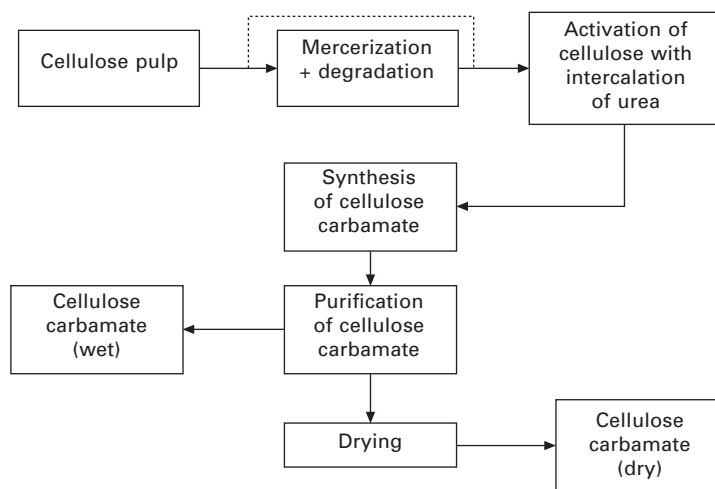 Cellulose pulp
Mercerization
+ degradation
Activation of
cellulose with
intercalation
of urea
Synthesis
of cellulose
carbamate
Cellulose
carbamate
(wet)
Purification
of cellulose
carbamate
Drying
Cellulose
carbamate
(dry)